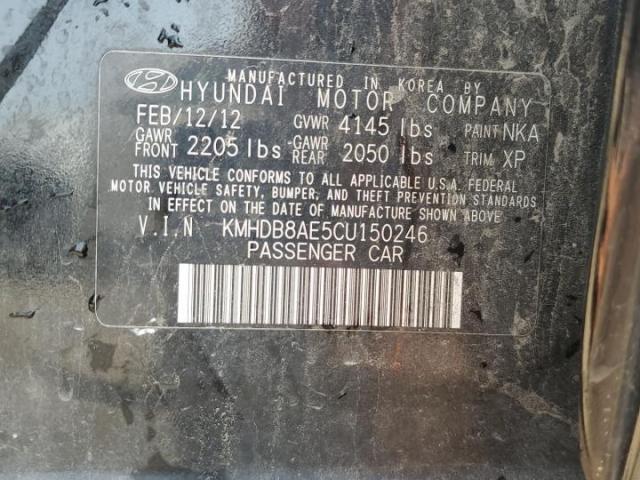 MANUFACTURED IN KOREA BY
HYUNDAI MOTOR COMPANY
FEB/12/12 GVWR 4145 lbs PAINT NKA
GAWR FRONT 2205 lbs GAWR REAR 2050 lbs TRIM XP
THIS VEHICLE CONFORMS TO ALL APPLICABLE U.S.A. FEDERAL
MOTOR VEHICLE SAFETY, BUMPER, AND THEFT PREVENTION STANDARDS
IN EFFECT ON THE DATE OF MANUFACTURE SHOWN ABOVE
V.I.N KMHDB8AE5CU150246
PASSENGER CAR